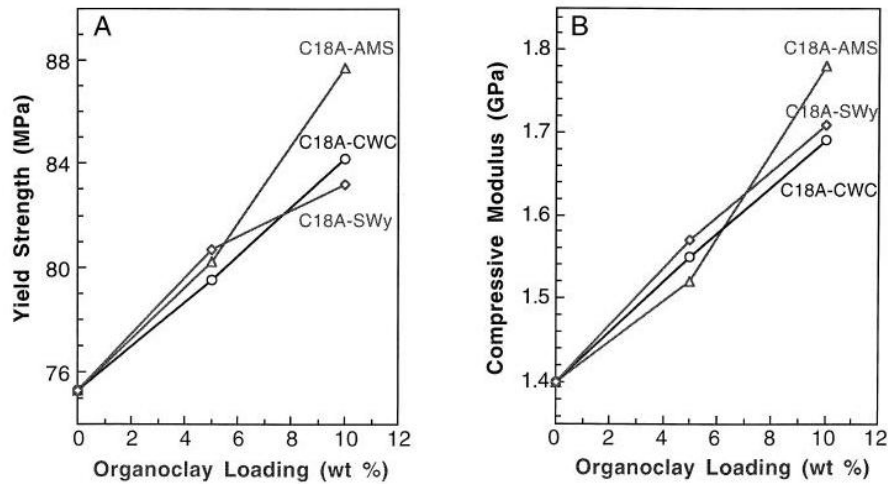 A
C18A-AMS
C18A-CWC
C18A-SWy
88
84
80
76
Yield Strength (MPa)
0 2 4 6 8 10 12
Organoclay Loading (wt %)
B
C18A-AMS
C18A-SWy
C18A-CWC
1.8
1.7
1.6
1.5
1.4
Compressive Modulus (GPa)
0 2 4 6 8 10 12
Organoclay Loading (wt %)